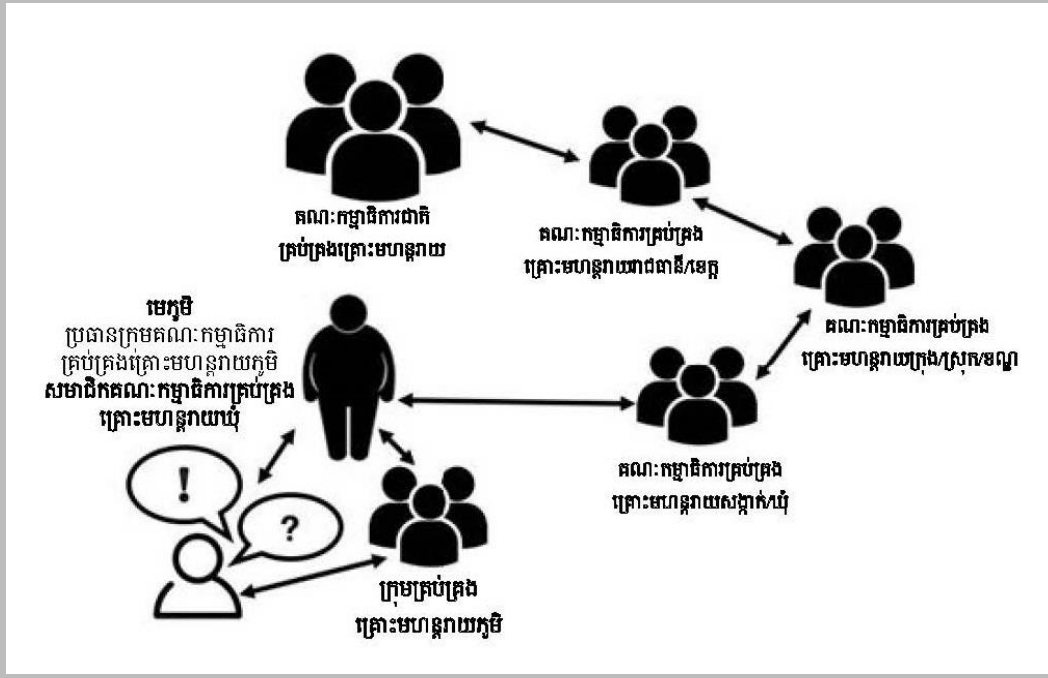 គណៈកម្មាធិការជាតិ
គ្រប់គ្រងគ្រោះមហន្តរាយ
គណៈកម្មាធិការគ្រប់គ្រង
គ្រោះមហន្តរាយរាជធានី/ខេត្ត
គណៈកម្មាធិការគ្រប់គ្រង
គ្រោះមហន្តរាយក្រុង/ស្រុក/ខណ្ឌ
មេភូមិ
ប្រធានក្រុមគណៈកម្មាធិការ
គ្រប់គ្រងគ្រោះមហន្តរាយភូមិ
សមាជិកគណៈកម្មាធិការគ្រប់គ្រង
គ្រោះមហន្តរាយឃុំ
គណៈកម្មាធិការគ្រប់គ្រង
គ្រោះមហន្តរាយសង្កាត់/ឃុំ
!
?
ក្រុមគ្រប់គ្រង
គ្រោះមហន្តរាយភូមិ